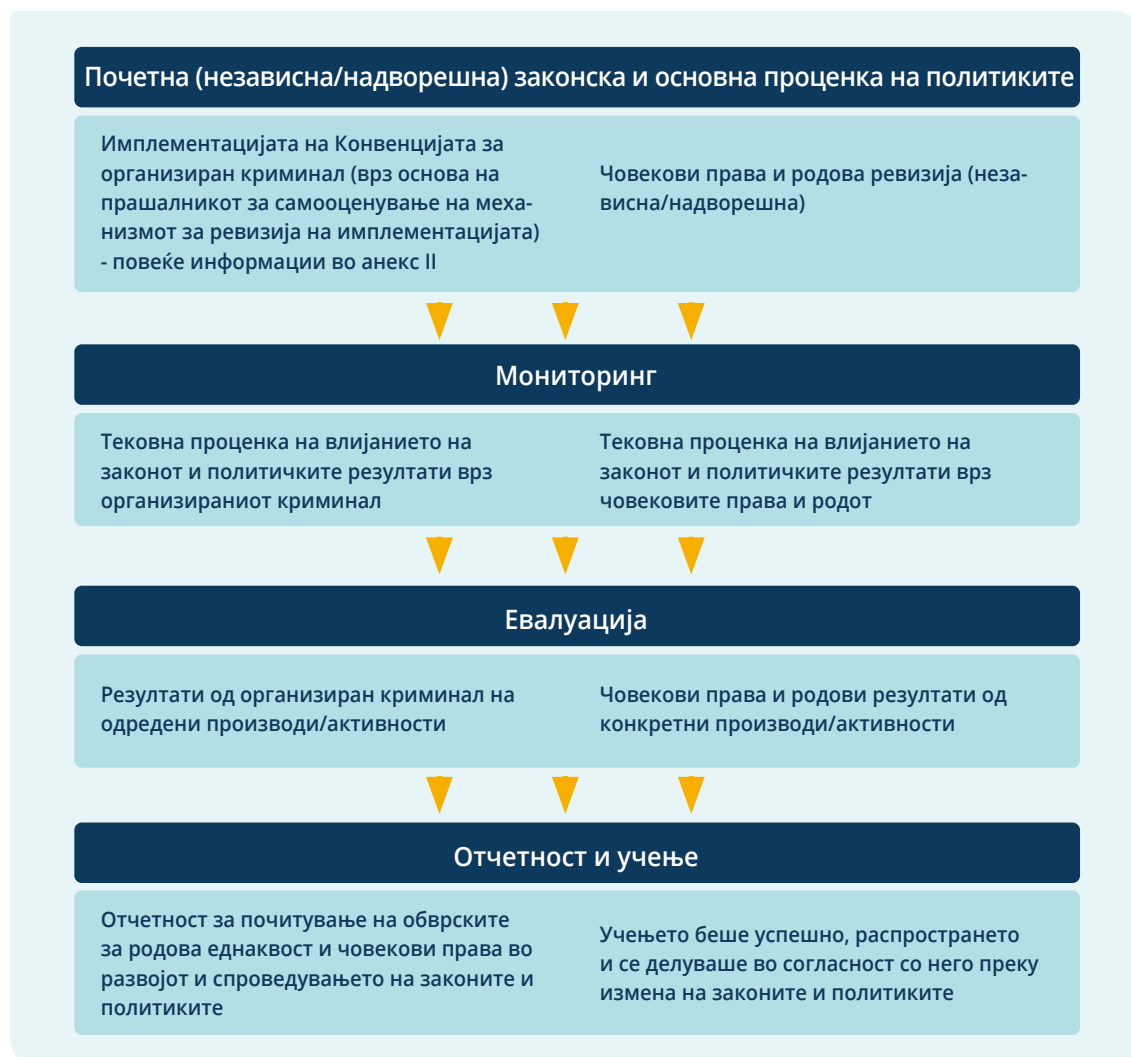 Почетна (независна/надворешна) законска и основна проценка на политиките
Имплементацијата на Конвенцијата за
организиран криминал (врз основа на
прашалникот за самооценување на меха-
низмот за ревизија на имплементацијата)
- повеќе информации во анекс II
Човекови права и родова ревизија (неза-
висна/надворешна)
Мониторинг
Тековна проценка на влијанието на
законот и политичките резултати врз
организираниот криминал
Тековна проценка на влијанието на
законот и политичките резултати врз
човековите права и родот
Евалуација
Резултати од организиран криминал на
одредени производи/активности
Човекови права и родови резултати од
конкретни производи/активности
Отчетност и учење
Отчетност за почитување на обврските
за родова еднаквост и човекови права во
развојот и спроведувањето на законите и
политиките
Учењето беше успешно, распространето
и се делуваше во согласност со него преку
измена на законите и политиките